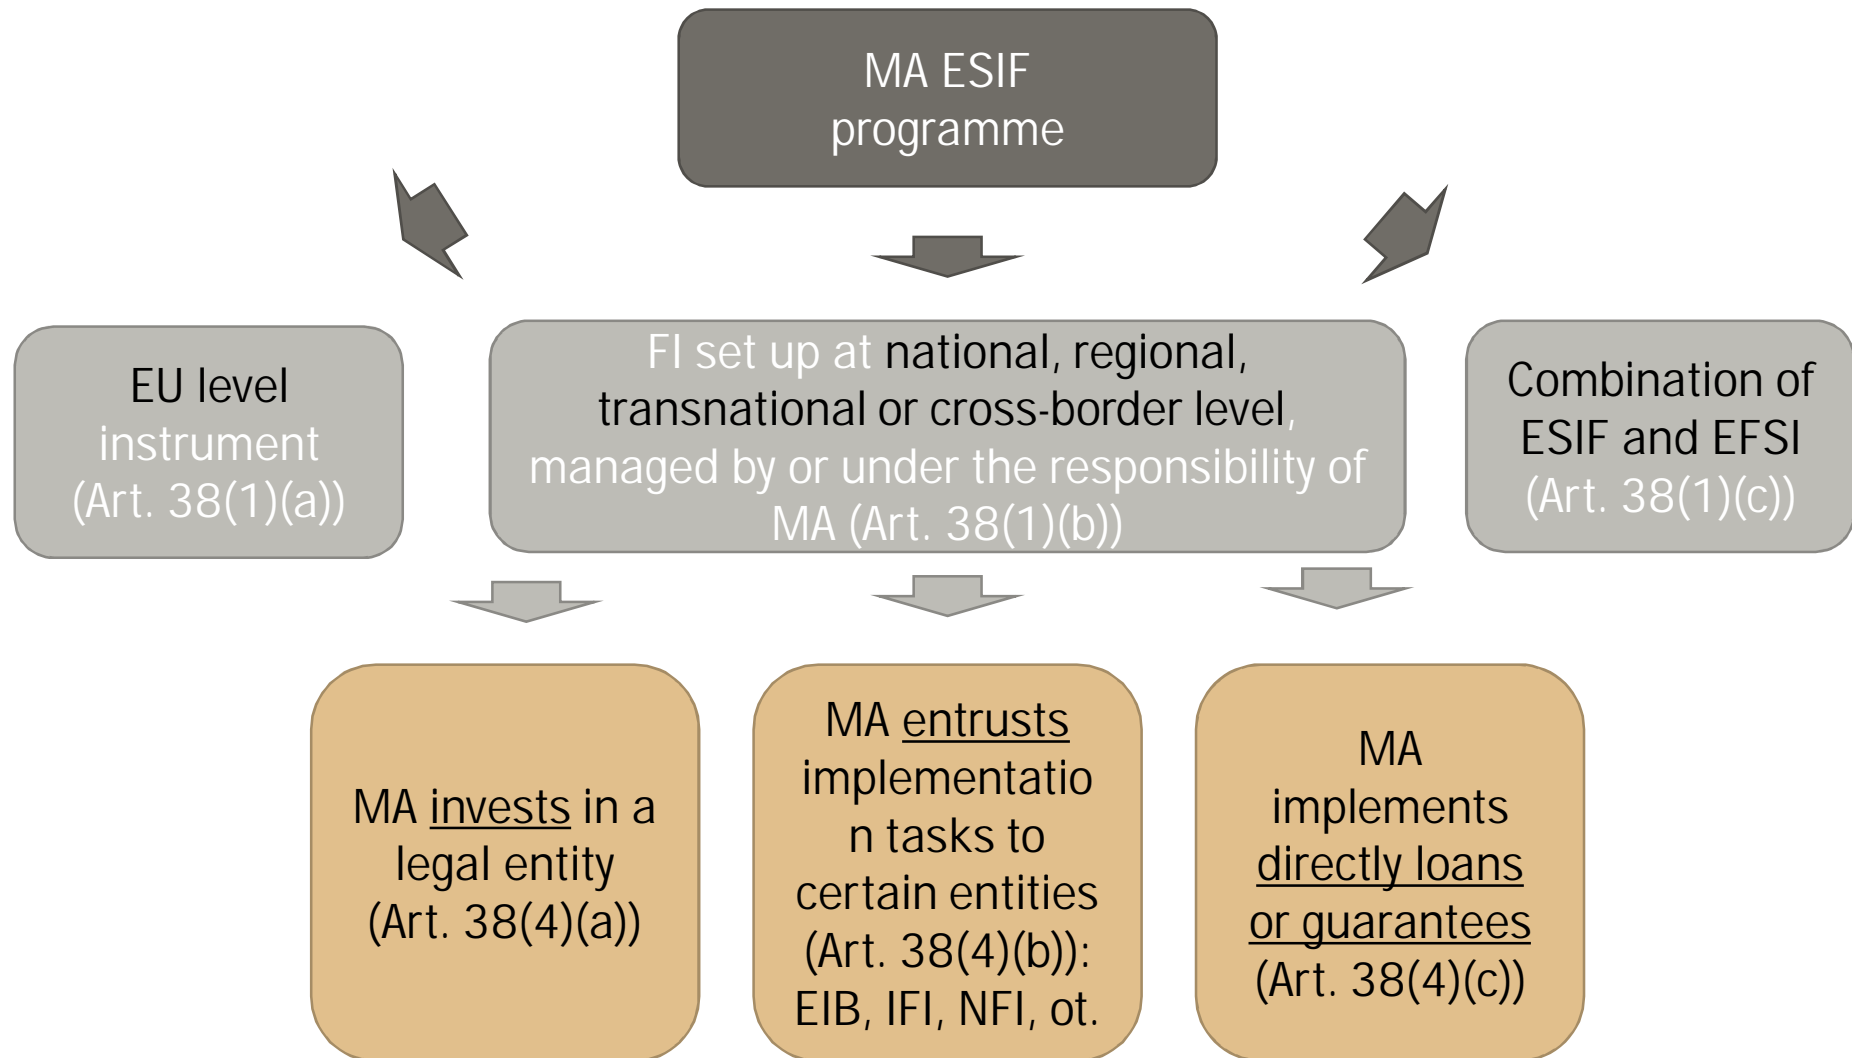 MA ESIF
programme
EU level
instrument
(Art. 38(1)(a))
FI set up at national, regional,
transnational or cross-border level,
managed by or under the responsibility of
MA (Art. 38(1)(b))
Combination of
ESIF and EFSI
(Art. 38(1)(c))
MA invests in a
legal entity
(Art. 38(4)(a))
MA entrusts
implementatio
n tasks to
certain entities
(Art. 38(4)(b)):
EIB, IFI, NFI, ot.
MA
implements
directly loans
or guarantees
(Art. 38(4)(c))